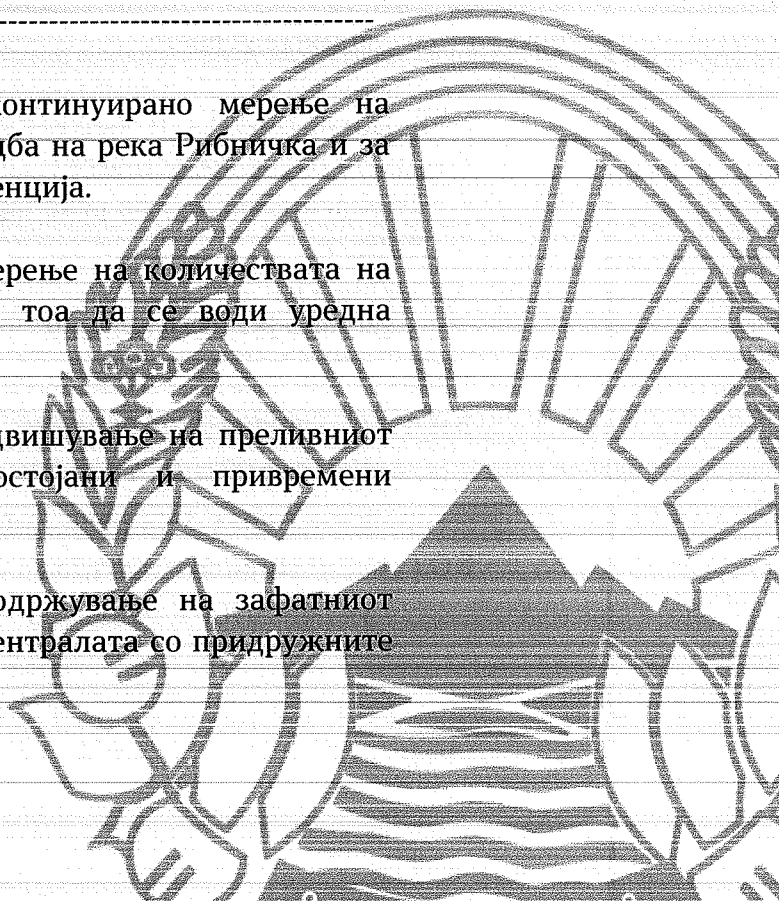 континуирано мерење на
дба на река Рибничка и за
енција.
ерење на количествата на
тоа да се води уредна
двишување на преливниот
остојани и привремени
одржување на зафатниот
ентралата со придружните